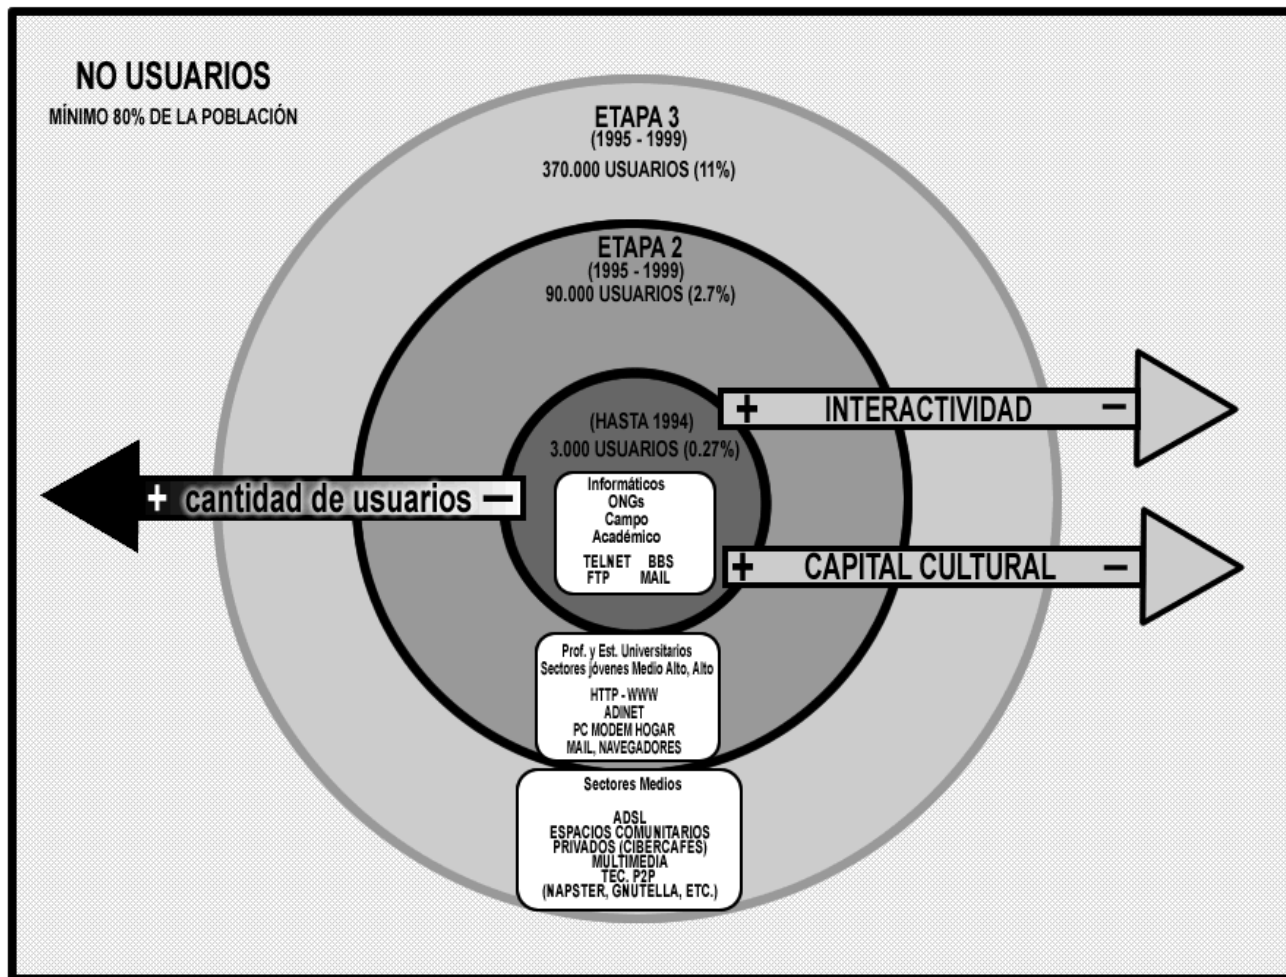 NO USUARIOS
MÍNIMO 80% DE LA POBLACIÓN
ETAPA 3
(1995 - 1999)
370.000 USUARIOS (11%)
ETAPA 2
(1995 - 1999)
90.000 USUARIOS (2.7%)
(HASTA 1994)
3.000 USUARIOS (0.27%)
+ INTERACTIVIDAD −
+ cantidad de usuarios −
+ CAPITAL CULTURAL −
Informáticos
ONGs
Campo
Académico
TELNET BBS
FTP MAIL
Prof. y Est. Universitarios
Sectores jóvenes Medio Alto, Alto
HTTP - WWW
ADINET
PC MODEM HOGAR
MAIL, NAVEGADORES
Sectores Medios
ADSL
ESPACIOS COMUNITARIOS
PRIVADOS (CIBERCAFES)
MULTIMEDIA
TEC. P2P
(NAPSTER, GNUTELLA, ETC.)